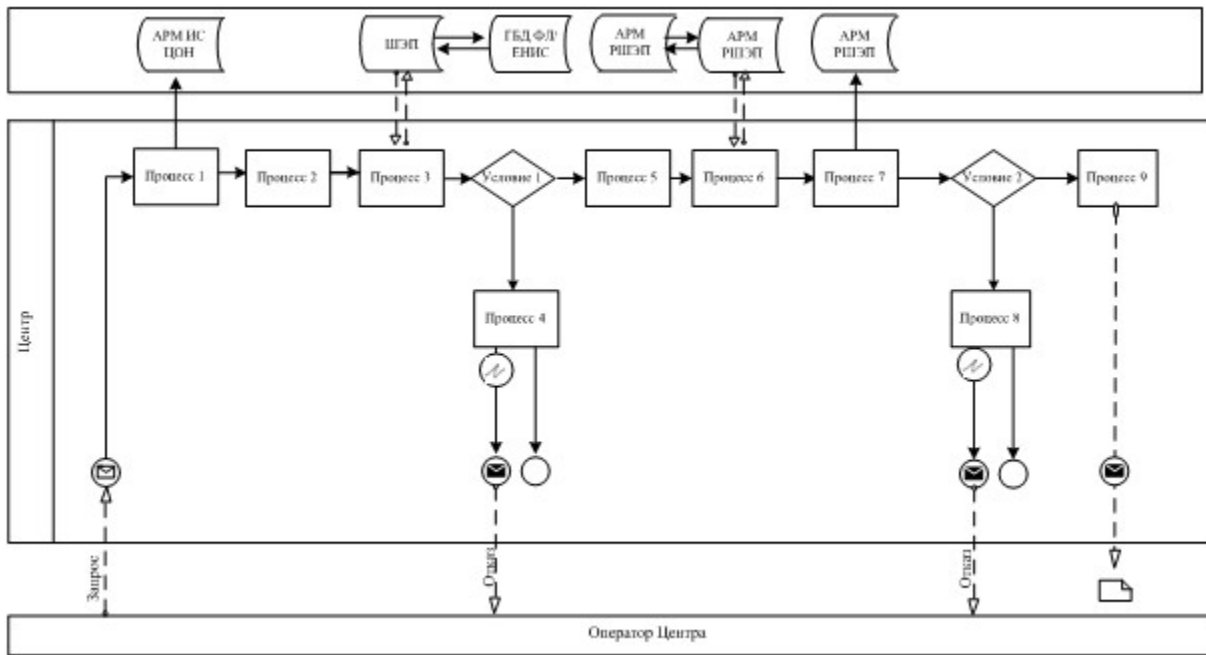 АРМ ИС
ЦОН
ШЭП
ГБД ФЛ/
ЕНИС
АРМ
РШЭП
АРМ
РШЭП
АРМ
РШЭП
Процесс 1
Процесс 2
Процесс 3
Условие 1
Процесс 5
Процесс 6
Процесс 7
Условие 2
Процесс 9
Процесс 4
Процесс 8
Центр
Запрос
Отказ
Отказ
Оператор Центра